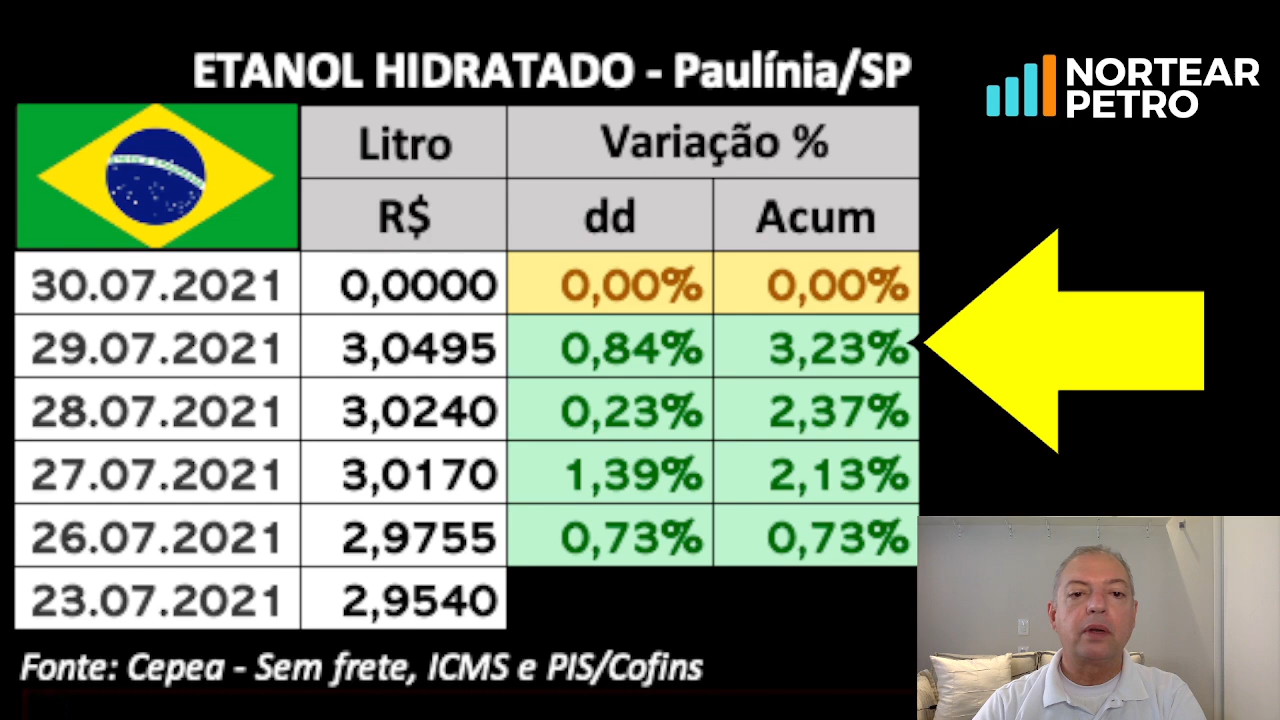 ETANOL HIDRATADO - Paulínia/SP
NORTEAR
PETRO
Litro Variação %
R$ dd Acum
30.07.2021 0,0000 0,00% 0,00%
29.07.2021 3,0495 0,84% 3,23%
28.07.2021 3,0240 0,23% 2,37%
27.07.2021 3,0170 1,39% 2,13%
26.07.2021 2,9755 0,73% 0,73%
23.07.2021 2,9540
Fonte: Cepea - Sem frete, ICMS e PIS/Cofins